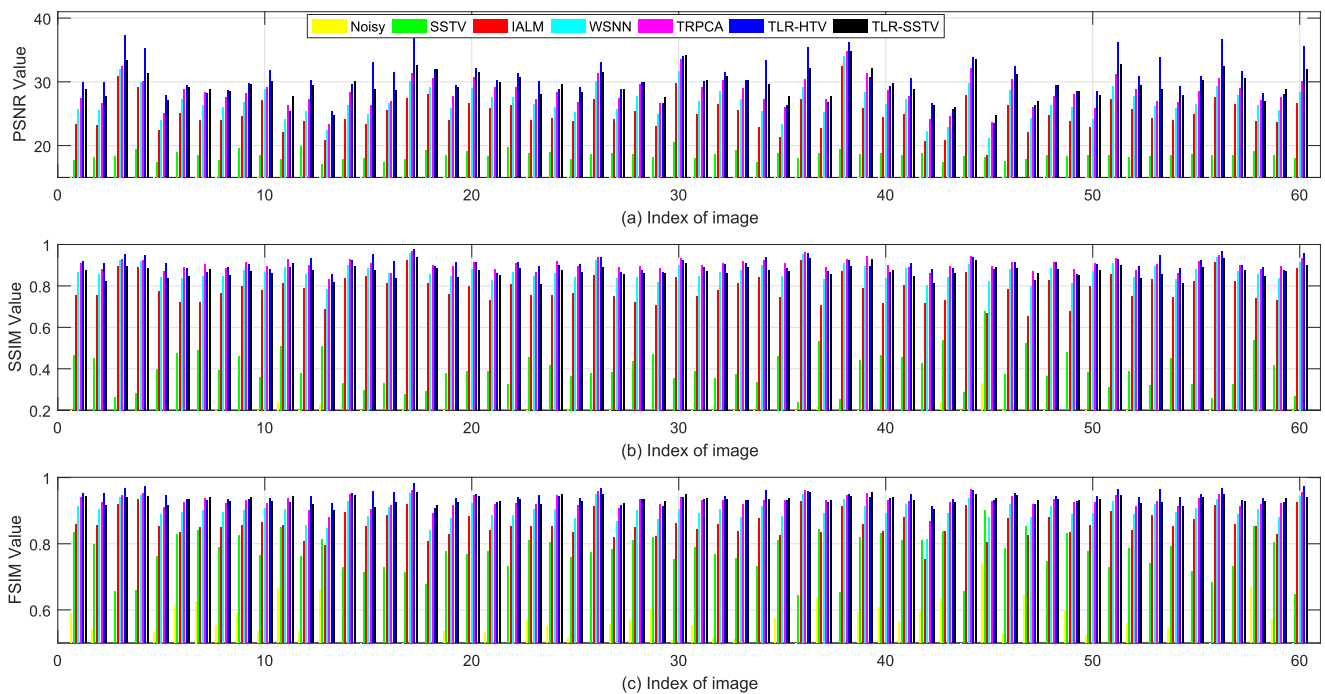 Noisy SSTV IALM WSNN TRPCA TLR-HTV TLR-SSTV
40
30
20
PSNR Value
0 10 20 30 40 50 60
(a) Index of image
1
0.8
0.6
0.4
0.2
SSIM Value
0 10 20 30 40 50 60
(b) Index of image
1
0.8
0.6
FSIM Value
0 10 20 30 40 50 60
(c) Index of image